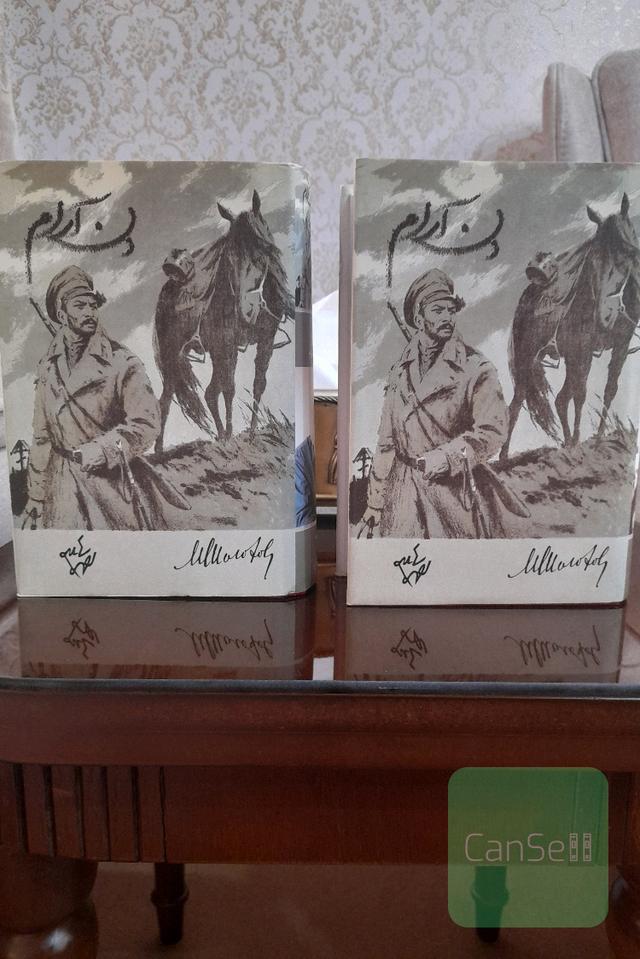 دن آرام
МШолохов
دن آرام
МШолохов
CanSell